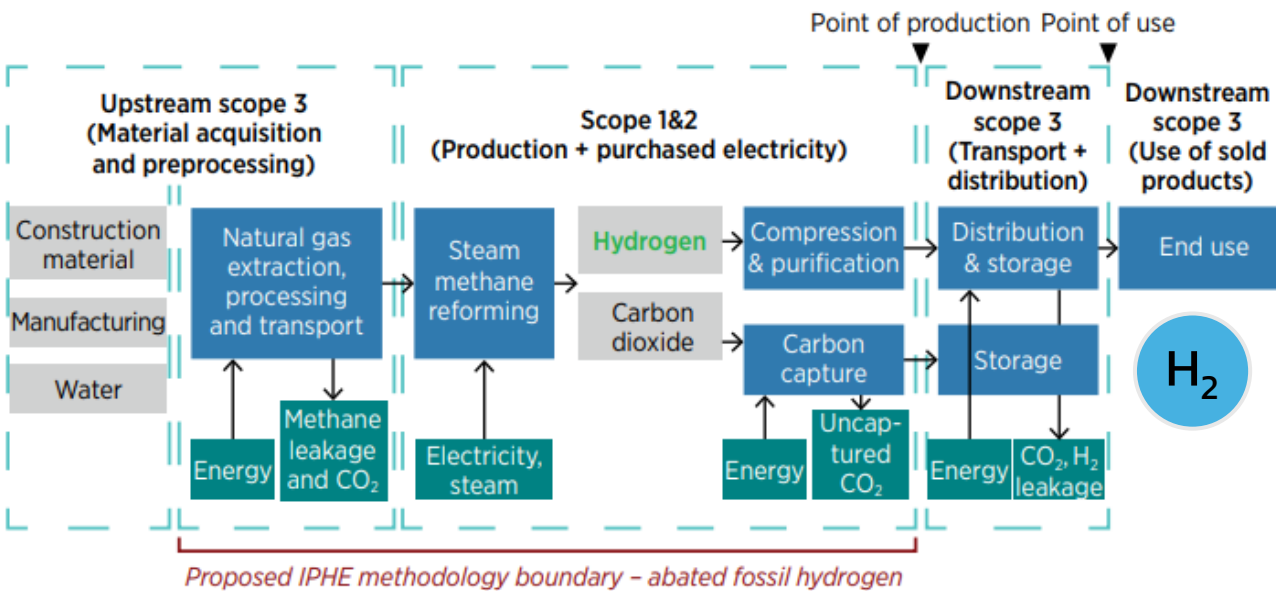 Point of production
Point of use
Upstream scope 3
(Material acquisition
and preprocessing)
Scope 1&2
(Production + purchased electricity)
Downstream
scope 3
(Transport +
distribution)
Downstream
scope 3
(Use of sold
products)
Construction
material
Manufacturing
Water
Natural gas
extraction,
processing
and transport
Steam
methane
reforming
Hydrogen
Carbon
dioxide
Compression
& purification
Carbon
capture
Distribution
& storage
Storage
End use
H₂
Energy
Methane
leakage
and CO₂
Electricity,
steam
Energy
Uncap-
tured
CO₂
Energy
CO₂, H₂
leakage
Proposed IPHE methodology boundary – abated fossil hydrogen